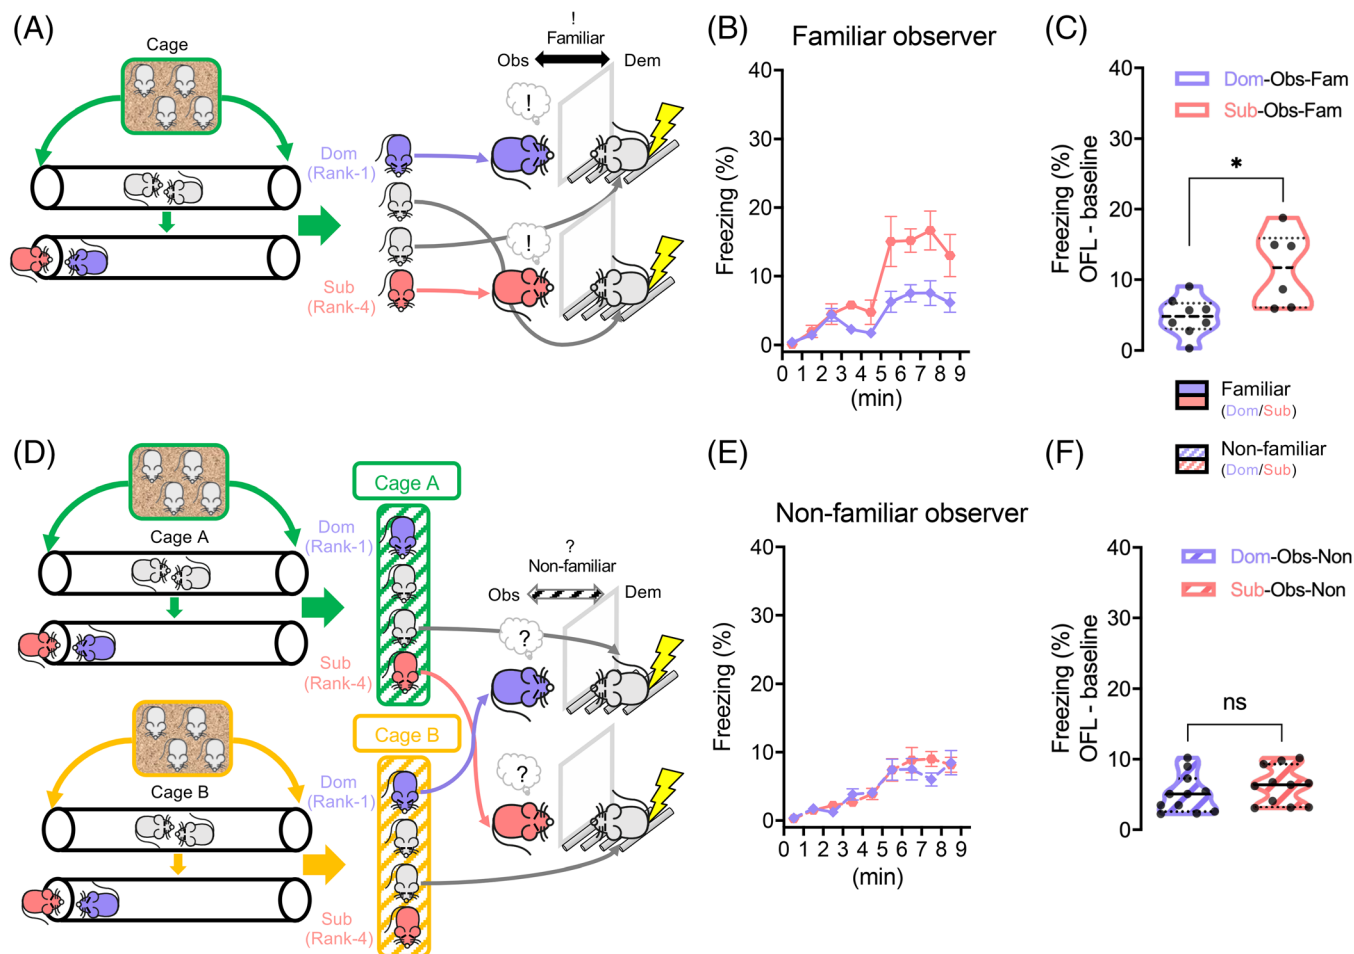 (A)
Cage
Dom
(Rank-1)
Sub
(Rank-4)
!
Familiar
Obs
Dem
!
!
(B)
Familiar observer
Freezing (%)
40
30
20
10
0
0 1 2 3 4 5 6 7 8 9
(min)
(C)
Freezing (%)
OFL - baseline
40
30
20
10
0
Dom-Obs-Fam
Sub-Obs-Fam
*
Familiar
(Dom/Sub)
Non-familiar
(Dom/Sub)
(D)
Cage A
Cage A
Dom
(Rank-1)
Sub
(Rank-4)
Cage B
Cage B
Dom
(Rank-1)
Sub
(Rank-4)
?
Non-familiar
Obs
Dem
?
?
(E)
Non-familiar observer
Freezing (%)
40
30
20
10
0
0 1 2 3 4 5 6 7 8 9
(min)
(F)
Freezing (%)
OFL - baseline
40
30
20
10
0
Dom-Obs-Non
Sub-Obs-Non
ns